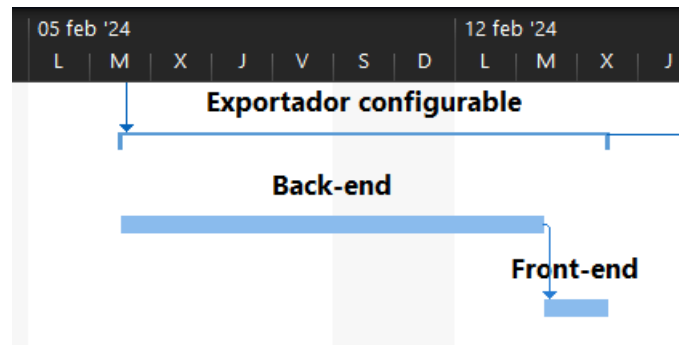 05 feb '24 12 feb '24
L M X J V S D L M X J
Exportador configurable
Back-end
Front-end